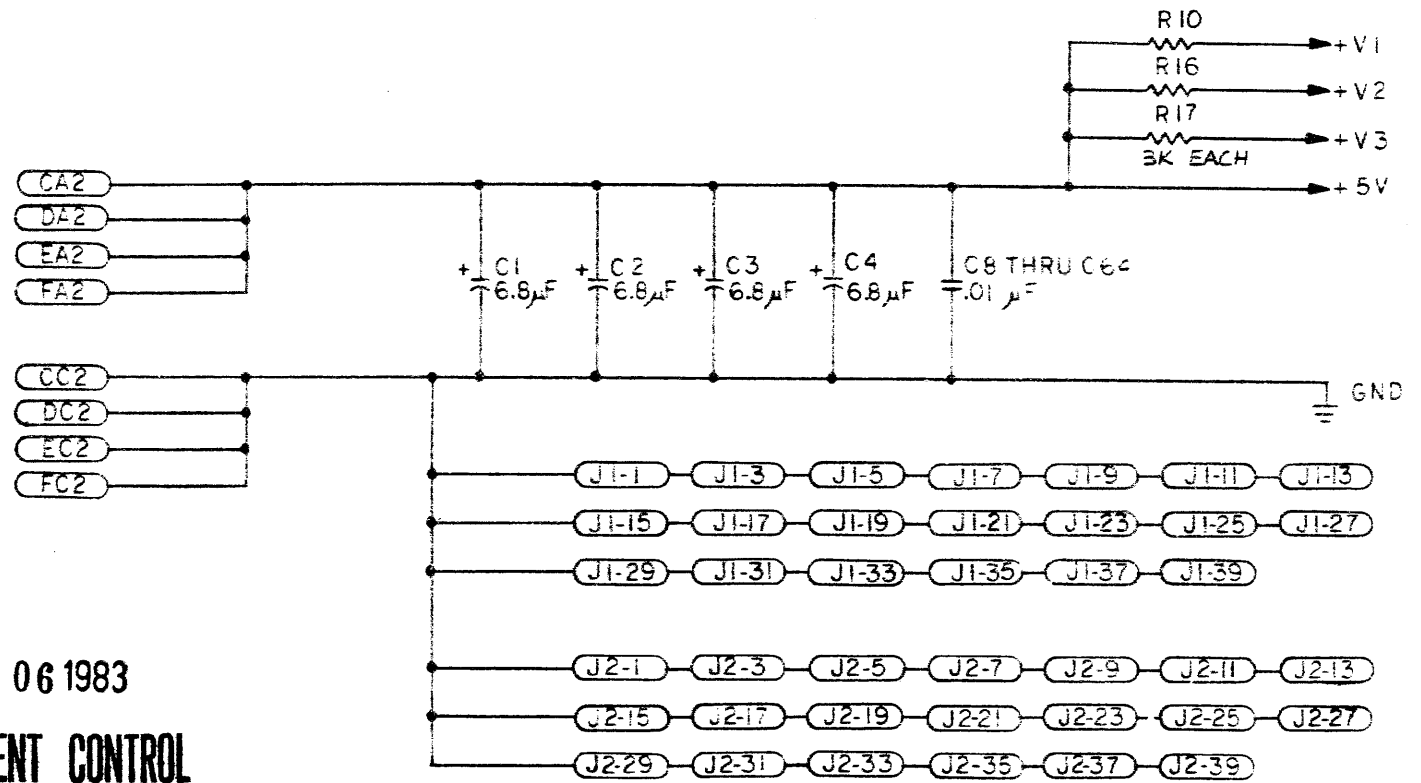 R10
+V1
R16
+V2
R17
+V3
3K EACH
CA2
+5V
DA2
EA2
FA2
+ C1
6.8µF
+ C2
6.8µF
+ C3
6.8µF
+ C4
6.8µF
C8 THRU
.01 µF
CC2
DC2
EC2
FC2
GND
J1-1 J1-3 J1-5 J1-7 J1-9 J1-11 J1-13
J1-15 J1-17 J1-19 J1-21 J1-23 J1-25 J1-27
J1-29 J1-31 J1-33 J1-35 J1-37 J1-39
J2-1 J2-3 J2-5 J2-7 J2-9 J2-11 J2-13
J2-15 J2-17 J2-19 J2-21 J2-23 J2-25 J2-27
J2-29 J2-31 J2-33 J2-35 J2-37 J2-39
06 1983
ENT CONTROL